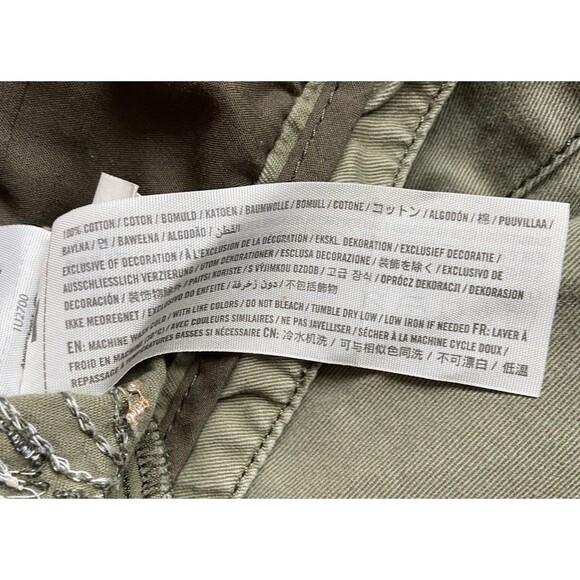 100% COTTON / COTON / BOMULD / KATOEN / BAUMWOLLE / BOMULL / COTONE / コットン / ALGODÓN / 棉 / PUUVILLAA /
BAVLNA / 면 / BAWEŁNA / ALGODÃO / القطن
EXCLUSIVE OF DECORATION / À L'EXCLUSION DE LA DÉCORATION / EKSKL. DEKORATION / EXCLUSIEF DECORATIE /
AUSSCHLIESSLICH VERZIERUNG / UTOM DEKORATIONEN / ESCLUSA DECORAZIONE / 装飾を除く / EXCLUSIÓN DE
DECORACIÓN / 装饰物除外 / PAITSI KORISTE / S VÝJIMKOU OZDOB / 고급 장식 / OPRÓCZ DEKORACJI / DEKORASJON
IKKE MEDREGNET / EXCLUSIVO DO ENFEITE / دون زخرفة / 不包括飾物
EN: MACHINE WASH COLD / WITH LIKE COLORS / DO NOT BLEACH / TUMBLE DRY LOW / LOW IRON IF NEEDED FR: LAVER À
FROID EN MACHINE / AVEC COULEURS SIMILAIRES / NE PAS JAVELLISER / SÉCHER À LA MACHINE CYCLE DOUX /
REPASSAGE À TEMPÉRATURES BASSES SI NÉCESSAIRE CN: 冷水机洗 / 可与相似色同洗 / 不可漂白 / 低温
1U2700